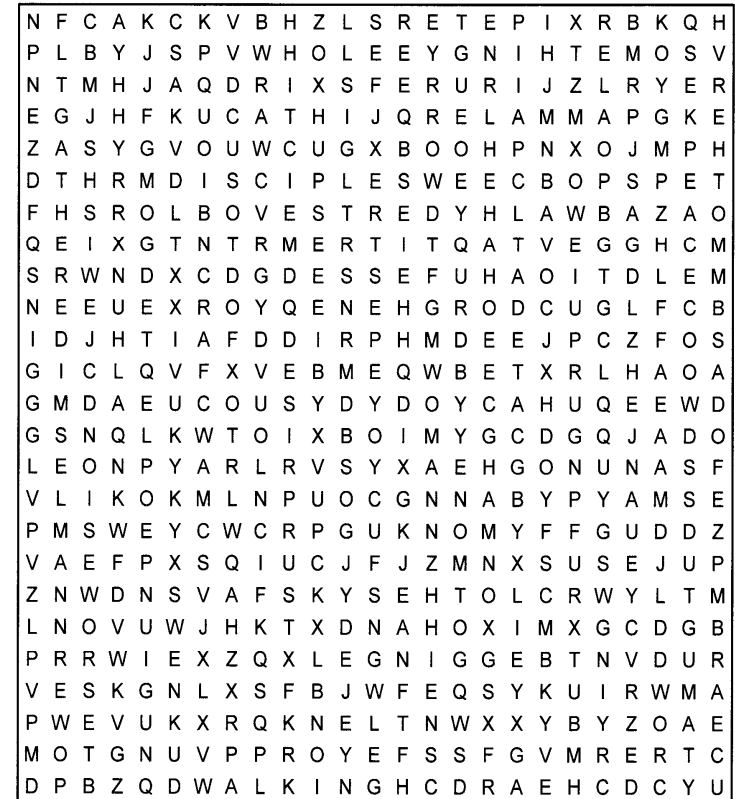 N F C A K C K V B H Z L S R E T E P I X R B K Q H
P L B Y J S P V W H O L E E Y G N I H T E M O S V
N T M H J A Q D R I X S F E R U R I J Z L R Y E R
E G J H F K U C A T H I J Q R E L A M M A P G K E
Z A S Y G V O U W C U G X B O O H P N X O J M P H
D T H R M D I S C I P L E S W E E C B O P S P E T
F H S R O L B O V E S T R E D Y H L A W B A Z A O
Q E I X G T N T R M E R T I T Q A T V E G G H C M
S R W N D X C D G D E S S E F U H A O I T D L E M
N E E U E X R O Y Q E N E H G R O D C U G L F C B
I D J H T I A F D D I R P H M D E E J P C Z F O S
G I C L Q V F X V E B M E Q W B E T X R L H A O A
G M D A E U C O U S Y D Y D O Y C A H U Q E E W D
G S N Q L K W T O I X B O I M Y G C D G Q J A D O
L E O N P Y A R L R V S Y X A E H G O N U N A S F
V L I K O K M L N P U O C G N N A B Y P Y A M S E
P M S W E Y C W C R P G U K N O M Y F F G U D D Z
V A E F P X S Q I U C J F J Z M N X S U S E J U P
Z N W D N S V A F S K Y S E H T O L C R W Y L T M
L N O V U W J H K T X D N A H O X I M X G C D G B
P R R W I E X Z Q X L E G N I G G E B T N V D U R
V E S K G N L X S F B J W F E Q S Y K U I R W M A
P W E V U K X R Q K N E L T N W X X Y B Y Z O A E
M O T G N U V P P R O Y E F S S F G V M R E R T C
D P B Z Q D W A L K I N G H C D R A E H C D C Y U